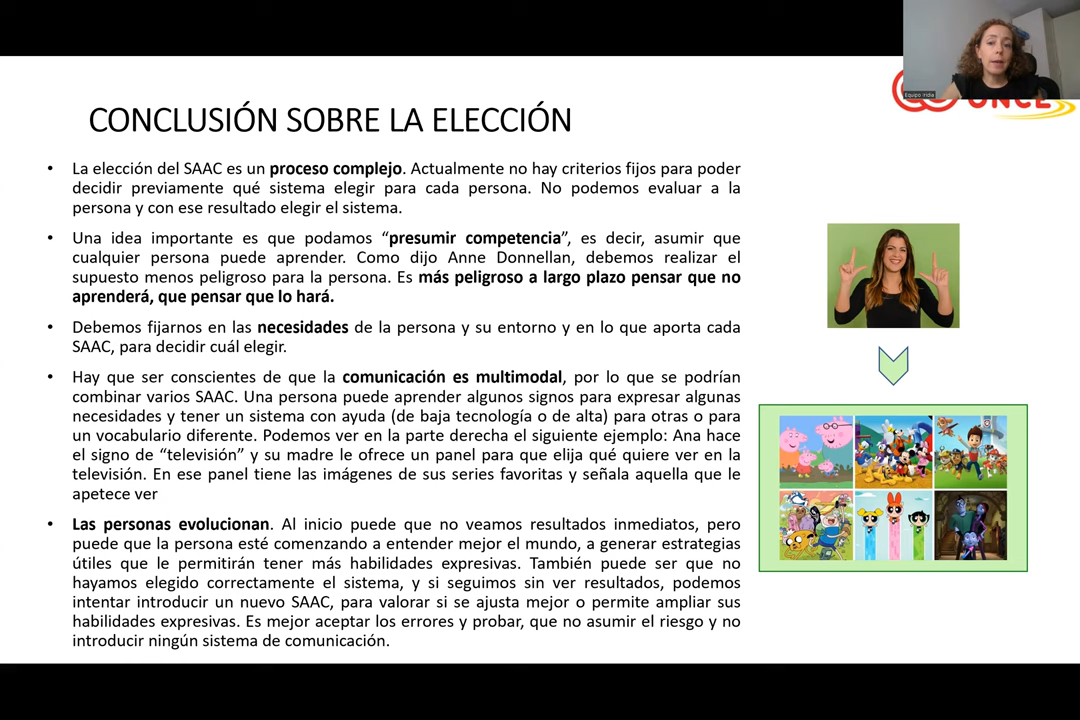 Equipo Iridia
ONCE
CONCLUSIÓN SOBRE LA ELECCIÓN
• La elección del SAAC es un proceso complejo. Actualmente no hay criterios fijos para poder
decidir previamente qué sistema elegir para cada persona. No podemos evaluar a la
persona y con ese resultado elegir el sistema.
• Una idea importante es que podamos “presumir competencia”, es decir, asumir que
cualquier persona puede aprender. Como dijo Anne Donnellan, debemos realizar el
supuesto menos peligroso para la persona. Es más peligroso a largo plazo pensar que no
aprenderá, que pensar que lo hará.
• Debemos fijarnos en las necesidades de la persona y su entorno y en lo que aporta cada
SAAC, para decidir cuál elegir.
• Hay que ser conscientes de que la comunicación es multimodal, por lo que se podrían
combinar varios SAAC. Una persona puede aprender algunos signos para expresar algunas
necesidades y tener un sistema con ayuda (de baja tecnología o de alta) para otras o para
un vocabulario diferente. Podemos ver en la parte derecha el siguiente ejemplo: Ana hace
el signo de “televisión” y su madre le ofrece un panel para que elija qué quiere ver en la
televisión. En ese panel tiene las imágenes de sus series favoritas y señala aquella que le
apetece ver
• Las personas evolucionan. Al inicio puede que no veamos resultados inmediatos, pero
puede que la persona esté comenzando a entender mejor el mundo, a generar estrategias
útiles que le permitirán tener más habilidades expresivas. También puede ser que no
hayamos elegido correctamente el sistema, y si seguimos sin ver resultados, podemos
intentar introducir un nuevo SAAC, para valorar si se ajusta mejor o permite ampliar sus
habilidades expresivas. Es mejor aceptar los errores y probar, que no asumir el riesgo y no
introducir ningún sistema de comunicación.